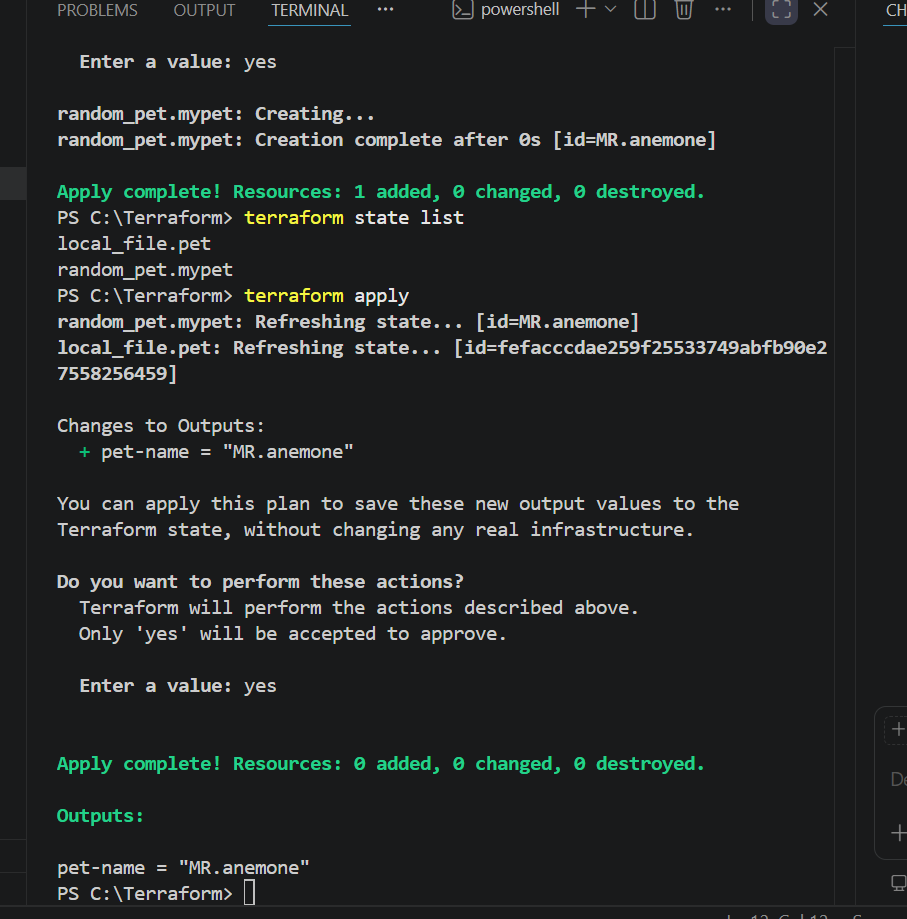 PROBLEMS OUTPUT TERMINAL ... powershell ... CH
Enter a value: yes
random_pet.mypet: Creating...
random_pet.mypet: Creation complete after 0s [id=MR.anemone]
Apply complete! Resources: 1 added, 0 changed, 0 destroyed.
PS C:\Terraform> terraform state list
local_file.pet
random_pet.mypet
PS C:\Terraform> terraform apply
random_pet.mypet: Refreshing state... [id=MR.anemone]
local_file.pet: Refreshing state... [id=fefacccdae259f25533749abfb90e2
7558256459]
Changes to Outputs:
+ pet-name = "MR.anemone"
You can apply this plan to save these new output values to the
Terraform state, without changing any real infrastructure.
Do you want to perform these actions?
Terraform will perform the actions described above.
Only 'yes' will be accepted to approve.
Enter a value: yes
Apply complete! Resources: 0 added, 0 changed, 0 destroyed.
Outputs:
pet-name = "MR.anemone"
PS C:\Terraform>
De